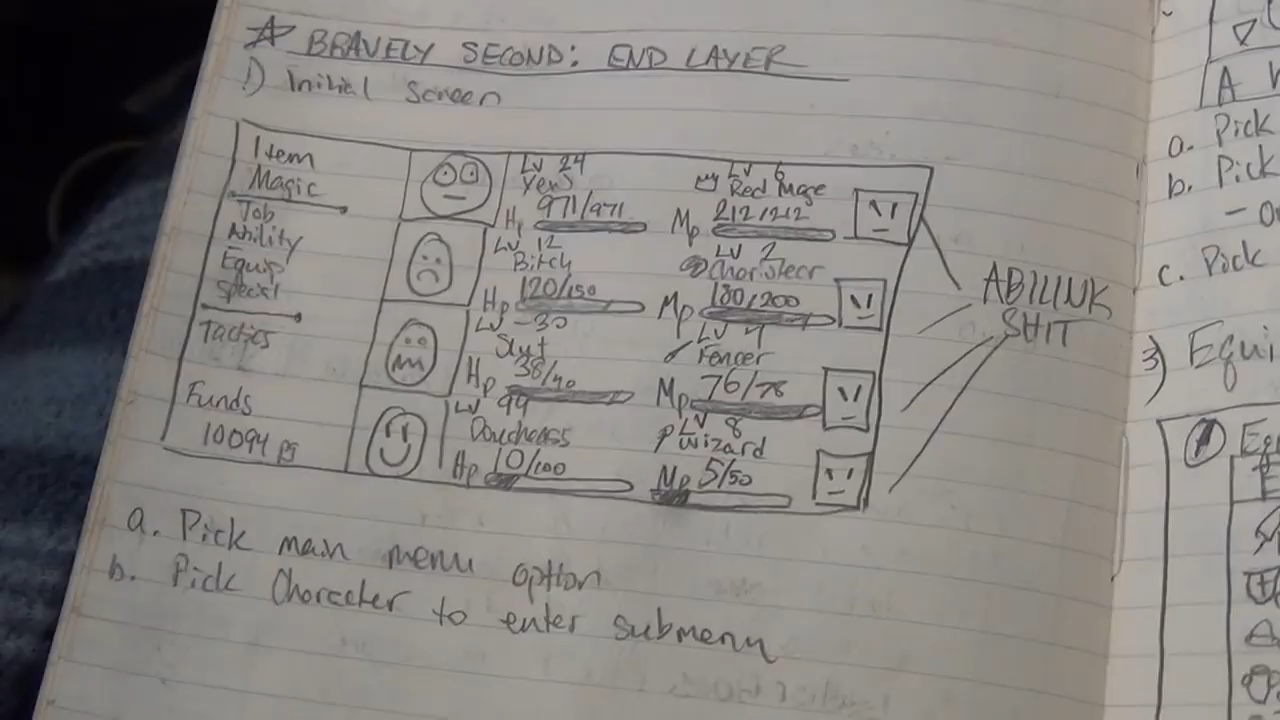 BRAVELY SECOND: END LAYER
1) Initial Screen
Item
Magic
Job
Ability
Equip
Special
Tactics
Funds
10094 pg
Lv 24
Yew
Hp 971/971
Lv 6
Red Mage
Mp 212/212
Lv 12
Bitch
Hp 120/150
Lv 2
Charioteer
Mp 180/200
Lv -30
Slut
Hp 38/40
Lv 4
Fencer
Mp 76/78
Lv 99
Doucheass
Hp 10/100
Lv 8
Wizard
Mp 5/50
ABILINK
SHIT
a. Pick main menu option
b. Pick Character to enter submenu
A
a. Pick
b. Pick
c. Pick
3) Equi
1